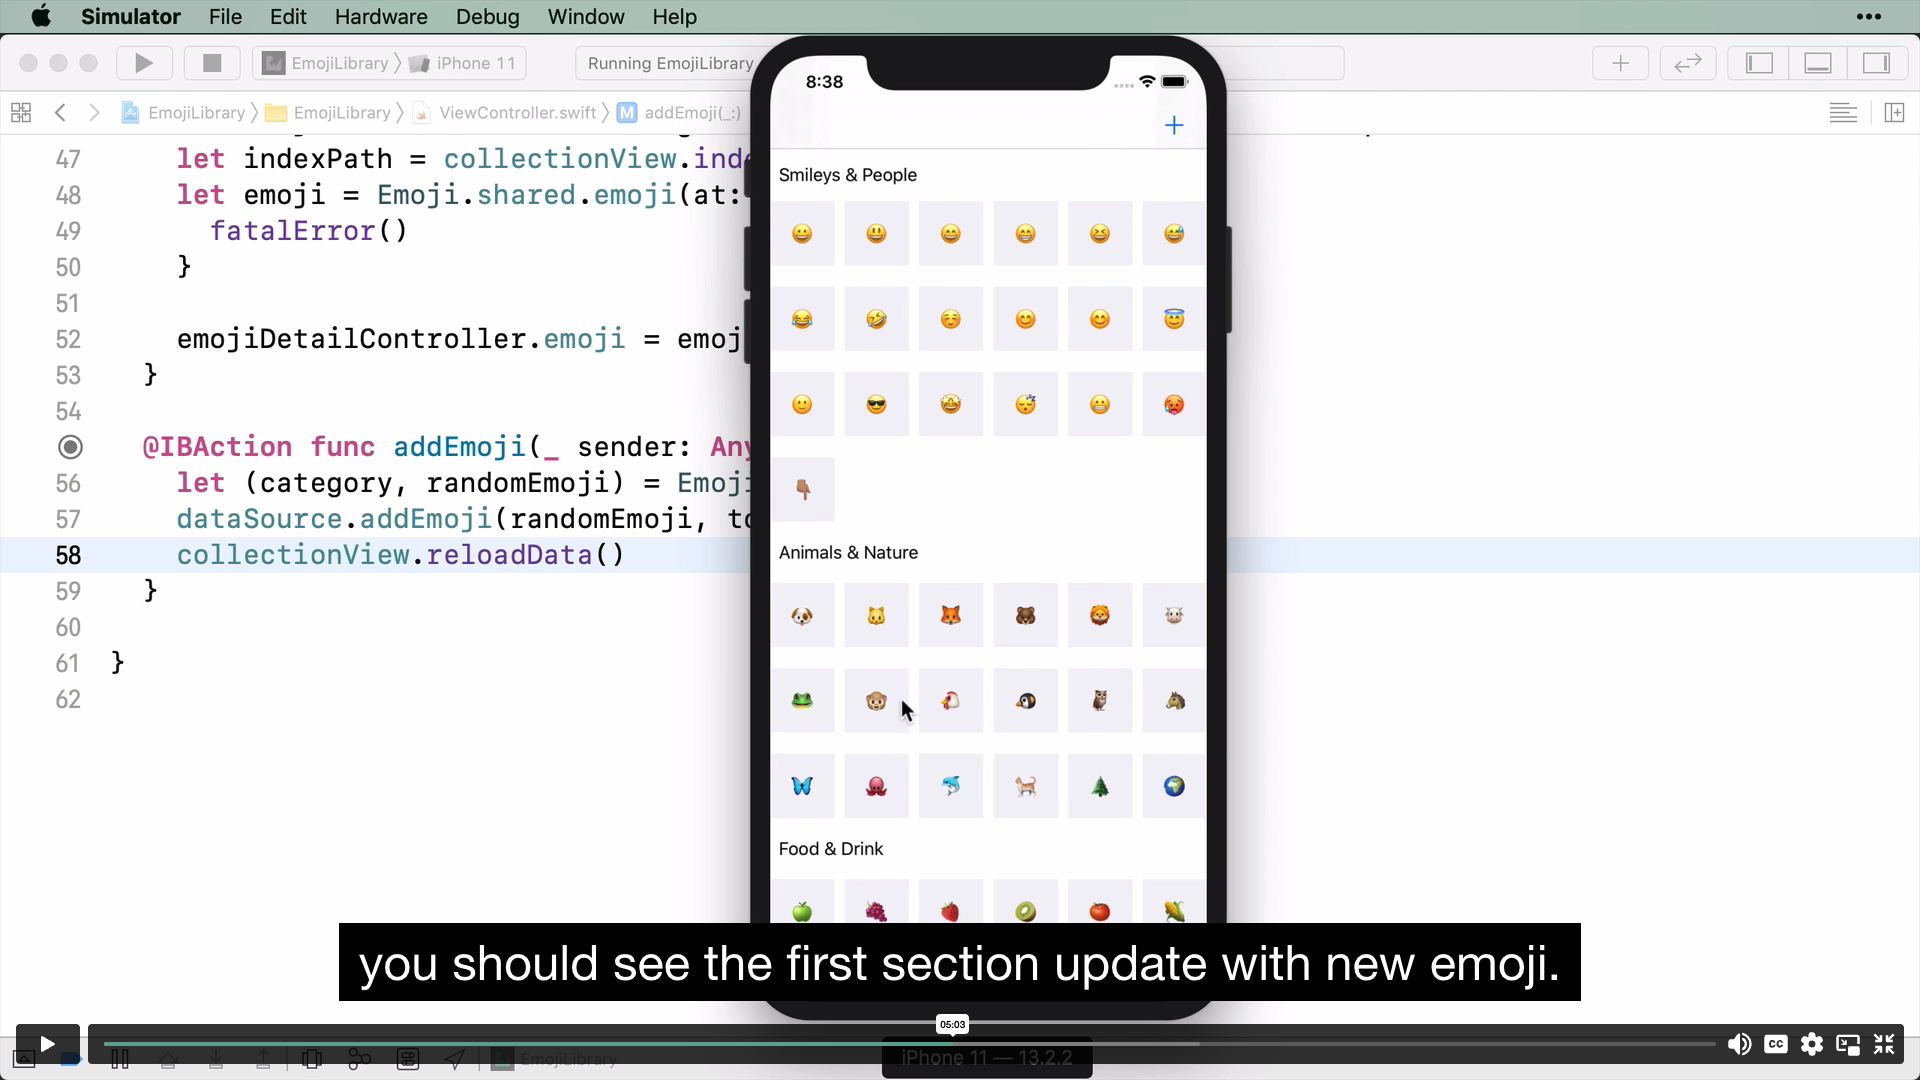 Simulator File Edit Hardware Debug Window Help
EmojiLibrary iPhone 11 Running EmojiLibrary
8:38
EmojiLibrary EmojiLibrary ViewController.swift M addEmoji(_:)
47 let indexPath = collectionView.inde
48 let emoji = Emoji.shared.emoji(at:
49 fatalError()
50 }
51
52 emojiDetailController.emoji = emoj
53 }
54
@IBAction func addEmoji(_ sender: Any
56 let (category, randomEmoji) = Emoji
57 dataSource.addEmoji(randomEmoji, to
58 collectionView.reloadData()
59 }
60
61 }
62
Smileys & People
Animals & Nature
Food & Drink
you should see the first section update with new emoji.
05:03
CC
EmojiLibrary
iPhone 11 — 13.2.2